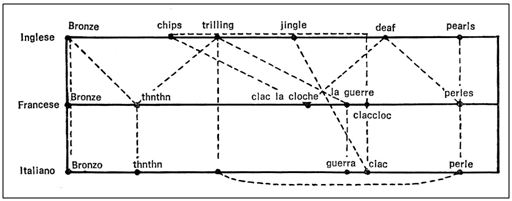 Bronze chips trilling jingle deaf pearls
Inglese
Francese Bronze thnthn clac la cloche la guerre perles
claccloc
Italiano Bronzo thnthn guerra clac perle